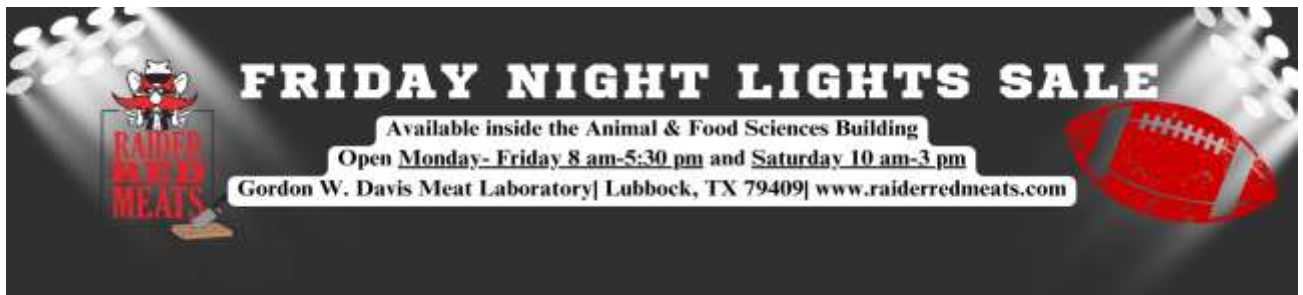 FRIDAY NIGHT LIGHTS SALE
Available inside the Animal & Food Sciences Building
Open Monday- Friday 8 am-5:30 pm and Saturday 10 am-3 pm
Gordon W. Davis Meat Laboratory| Lubbock, TX 79409| www.raiderredmeats.com
RAIDER
RED
MEATS